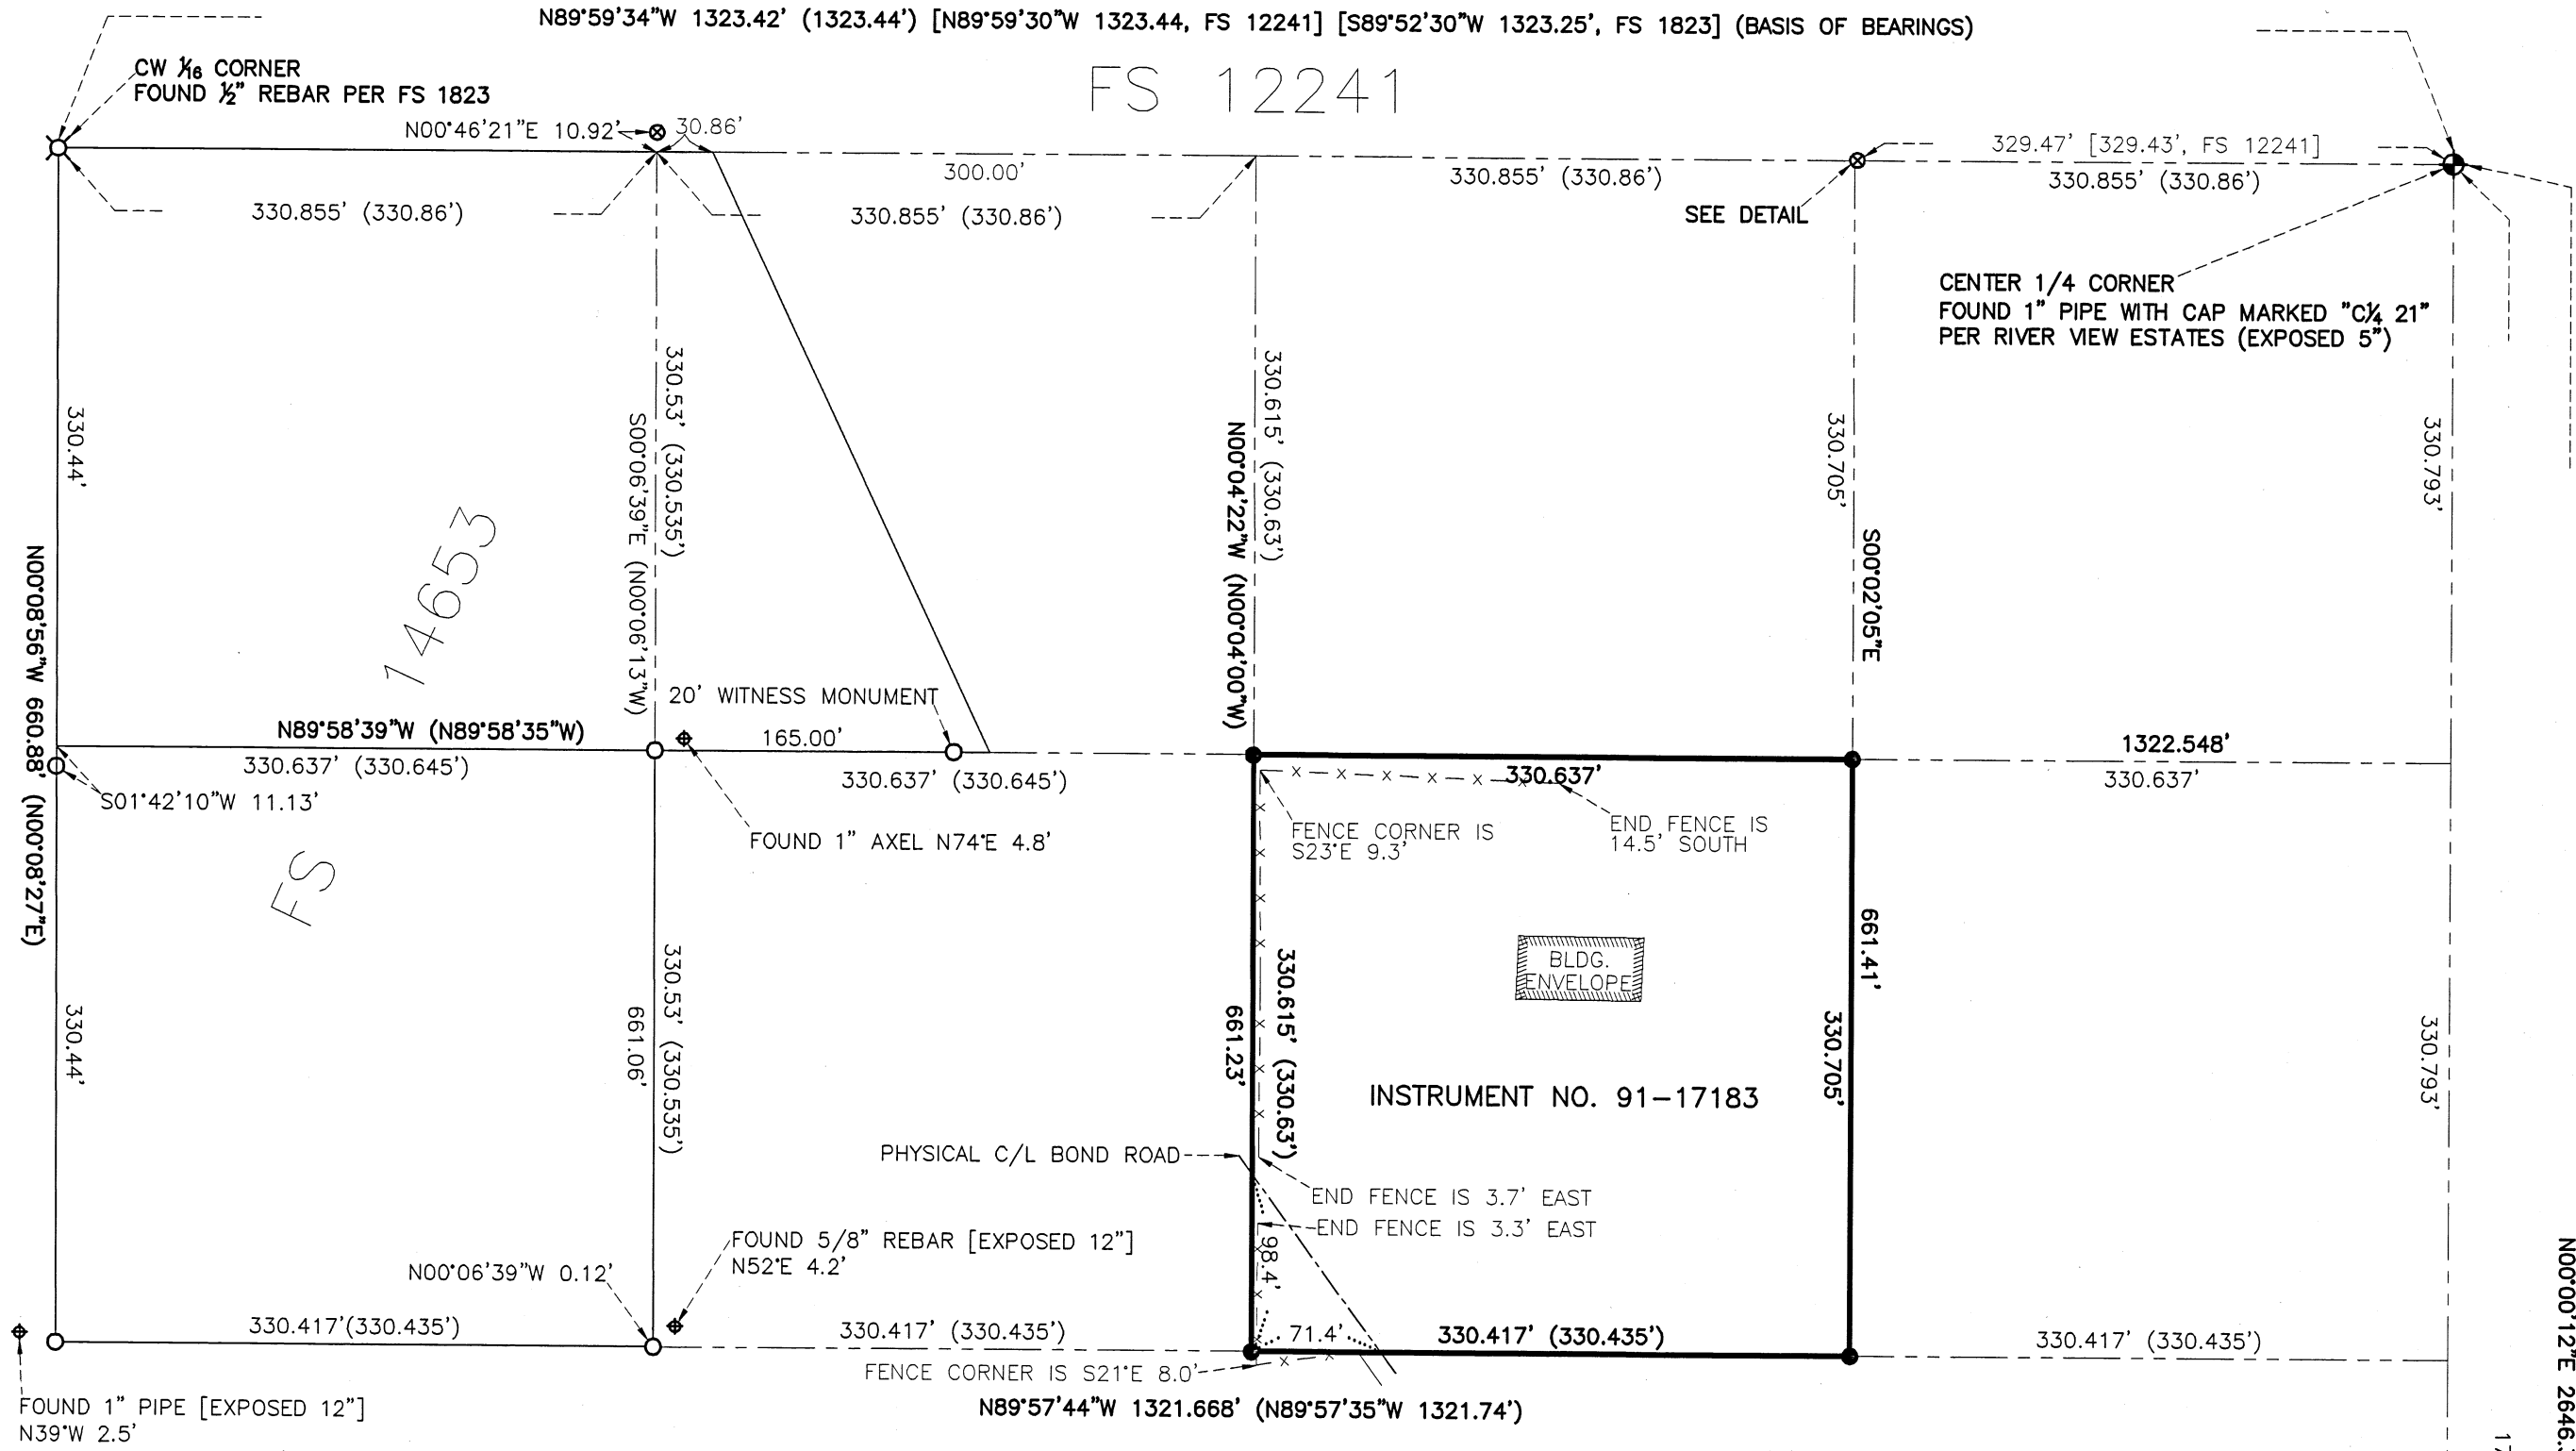 N89°59'34"W 1323.42' (1323.44') [N89°59'30"W 1323.44, FS 12241] [S89°52'30"W 1323.25', FS 1823] (BASIS OF BEARINGS)
CW 1/16 CORNER
FOUND ½" REBAR PER FS 1823
FS 12241
N00°46'21"E 10.92'
30.86'
300.00'
329.47' [329.43', FS 12241]
330.855' (330.86')
330.855' (330.86')
330.855' (330.86')
330.855' (330.86')
SEE DETAIL
CENTER 1/4 CORNER
FOUND 1" PIPE WITH CAP MARKED "C¼ 21"
PER RIVER VIEW ESTATES (EXPOSED 5")
330.44'
330.53' (330.535')
S00°06'39"E (N00°06'13"W)
330.615' (330.63')
N00°04'22"W (N00°04'00"W)
330.705'
S00°02'05"E
330.793'
N00°08'56"W 660.88' (N00°08'27"E)
FS 14653
20' WITNESS MONUMENT
N89°58'39"W (N89°58'35"W)
165.00'
1322.548'
330.637' (330.645')
330.637' (330.645')
330.637'
330.637'
S01°42'10"W 11.13'
FOUND 1" AXEL N74°E 4.8'
FENCE CORNER IS
S23°E 9.3'
END FENCE IS
14.5' SOUTH
BLDG.
ENVELOPE
661.41'
330.705'
330.793'
330.44'
330.53' (330.535')
661.06'
661.23'
330.615' (330.63')
INSTRUMENT NO. 91-17183
PHYSICAL C/L BOND ROAD
END FENCE IS 3.7' EAST
END FENCE IS 3.3' EAST
98.4'
FOUND 5/8" REBAR [EXPOSED 12"]
N52°E 4.2'
N00°06'39"W 0.12'
330.417'(330.435')
330.417' (330.435')
71.4'
330.417' (330.435')
330.417' (330.435')
FENCE CORNER IS S21°E 8.0'
N89°57'44"W 1321.668' (N89°57'35"W 1321.74')
FOUND 1" PIPE [EXPOSED 12"]
N39°W 2.5'
N00°00'12"E 2646.